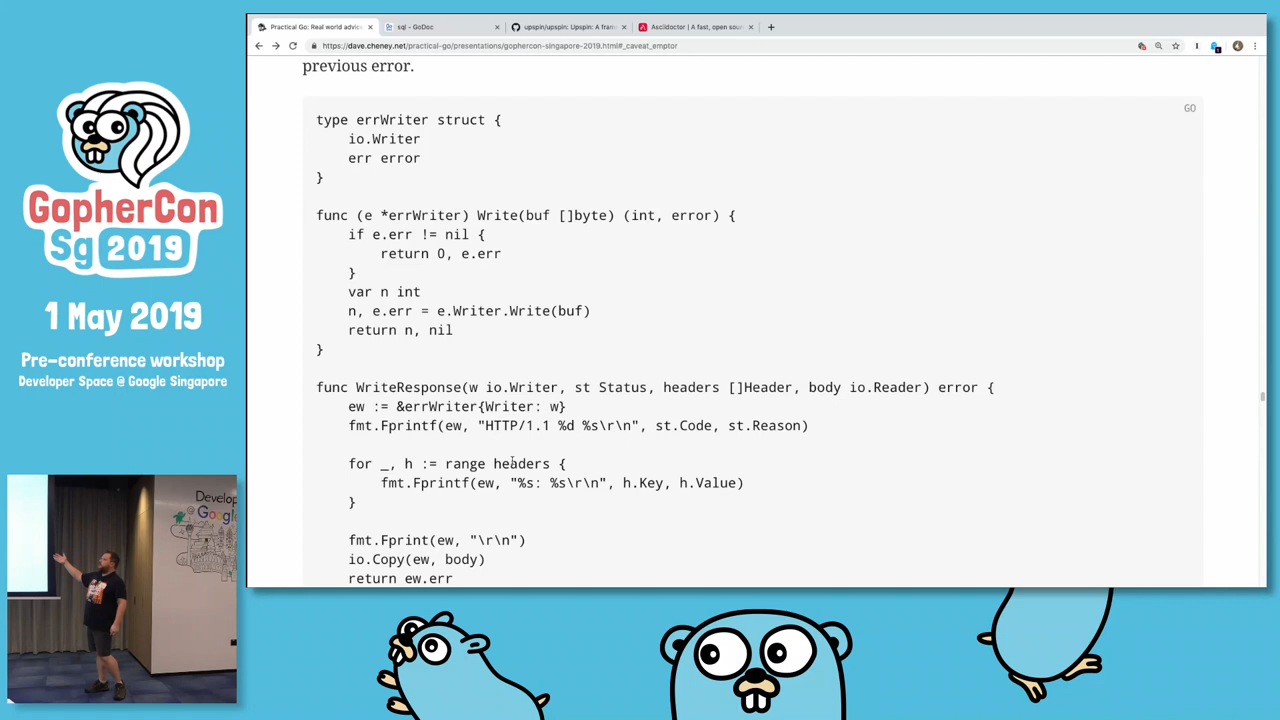 Practical Go: Real world advic
sql - GoDoc
upspin/upspin: Upspin: A fram
Asciidoctor | A fast, open sour
https://dave.cheney.net/practical-go/presentations/gophercon-singapore-2019.html#_caveat_emptor
previous error.
GO
type errWriter struct {
    io.Writer
    err error
}
func (e *errWriter) Write(buf []byte) (int, error) {
    if e.err != nil {
        return 0, e.err
    }
    var n int
    n, e.err = e.Writer.Write(buf)
    return n, nil
}
func WriteResponse(w io.Writer, st Status, headers []Header, body io.Reader) error {
    ew := &errWriter{Writer: w}
    fmt.Fprintf(ew, "HTTP/1.1 %d %s\r\n", st.Code, st.Reason)
    for _, h := range headers {
        fmt.Fprintf(ew, "%s: %s\r\n", h.Key, h.Value)
    }
    fmt.Fprint(ew, "\r\n")
    io.Copy(ew, body)
    return ew.err
GopherCon
Sg 2019
1 May 2019
Pre-conference workshop
Developer Space @ Google Singapore
Develop
@ Google